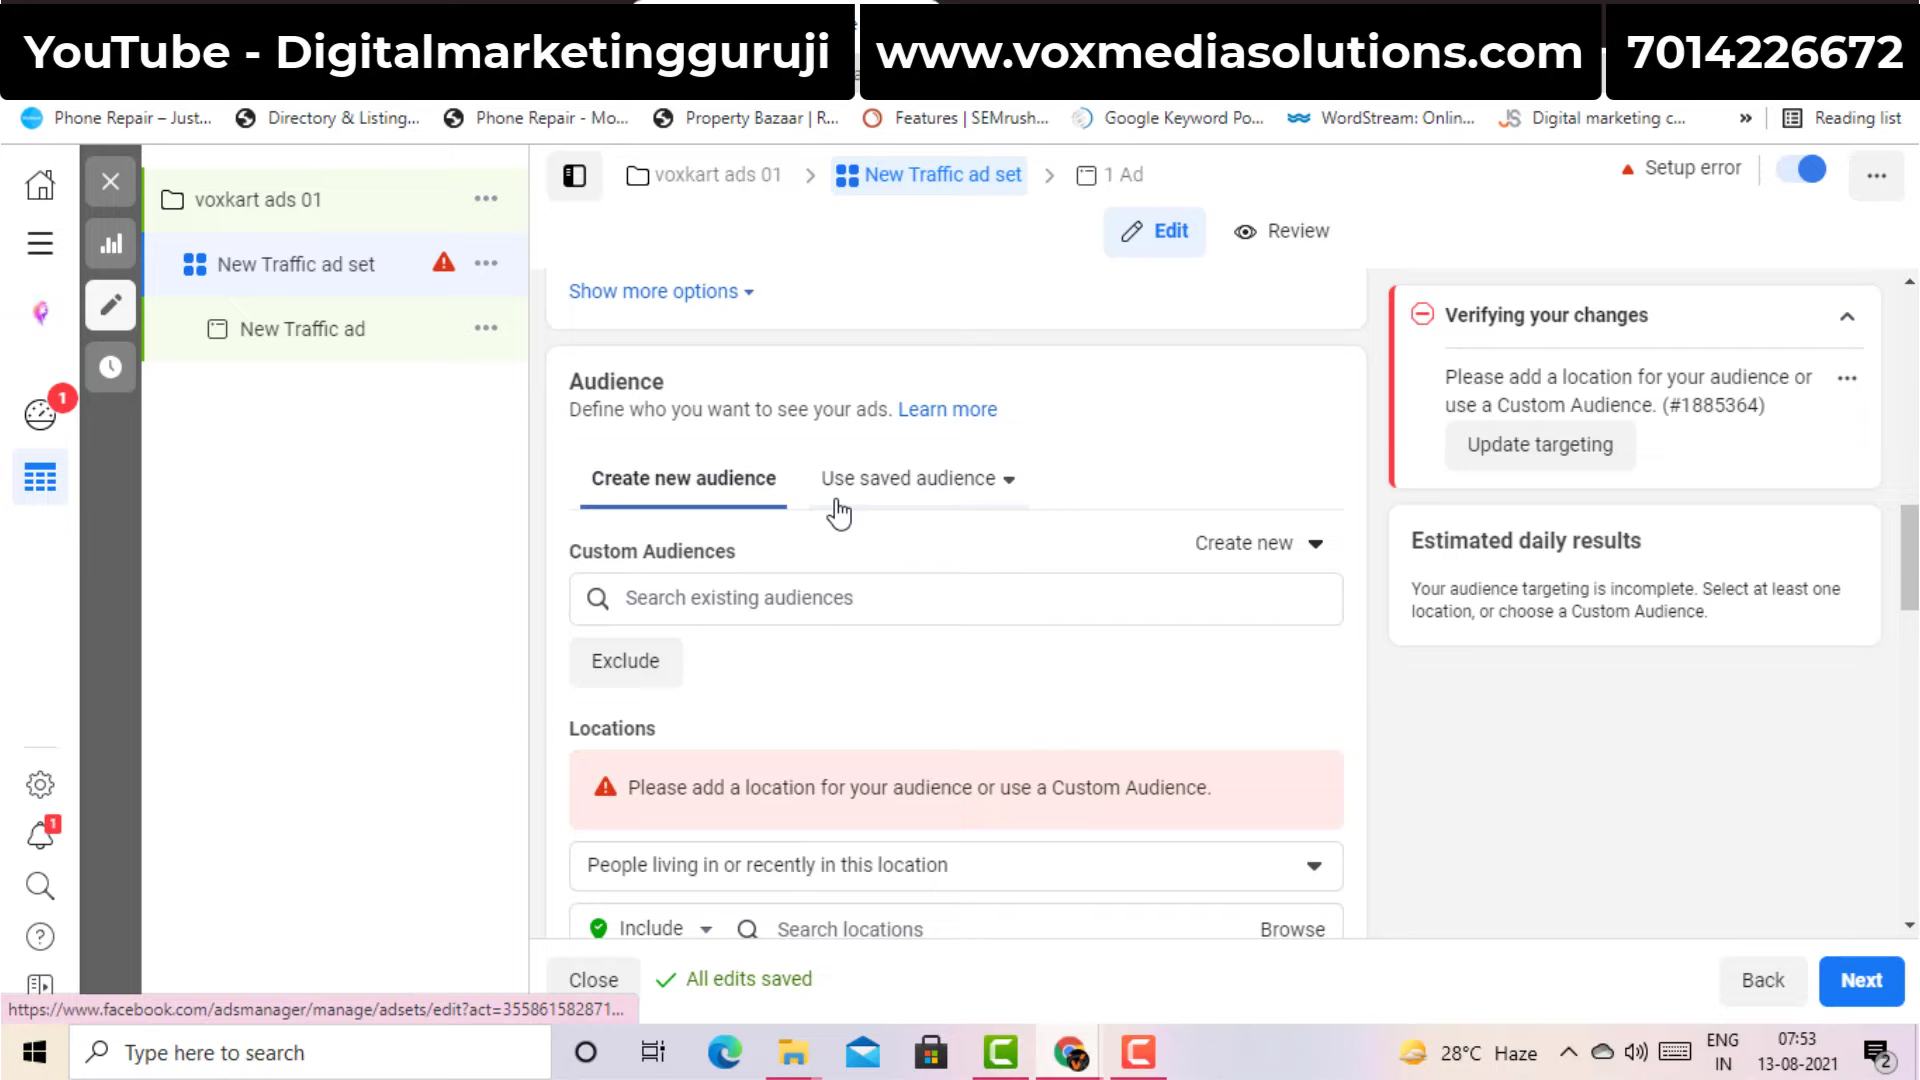 YouTube - Digitalmarketingguruji
www.voxmediasolutions.com
7014226672
Phone Repair – Just...
Directory & Listing...
Phone Repair - Mo...
Property Bazaar | R...
Features | SEMrush...
Google Keyword Po...
WordStream: Onlin...
Digital marketing c...
»
Reading list
voxkart ads 01
New Traffic ad set
New Traffic ad
1
1
voxkart ads 01
New Traffic ad set
1 Ad
Setup error
Edit
Review
Show more options
Audience
Define who you want to see your ads. Learn more
Create new audience
Use saved audience
Custom Audiences
Create new
Search existing audiences
Exclude
Locations
Please add a location for your audience or use a Custom Audience.
People living in or recently in this location
Include
Search locations
Browse
Verifying your changes
Please add a location for your audience or
use a Custom Audience. (#1885364)
Update targeting
Estimated daily results
Your audience targeting is incomplete. Select at least one
location, or choose a Custom Audience.
Close
All edits saved
Back
Next
https://www.facebook.com/adsmanager/manage/adsets/edit?act=355861582871...
Type here to search
28°C Haze
ENG
IN
07:53
13-08-2021
2